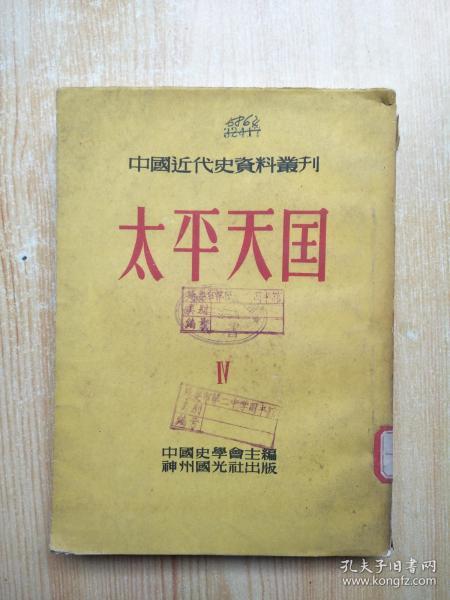 中國近代史資料叢刊
太平天囯
IV
中國史學會主編
神州國光社出版
孔夫子旧书网
www.kongfz.com